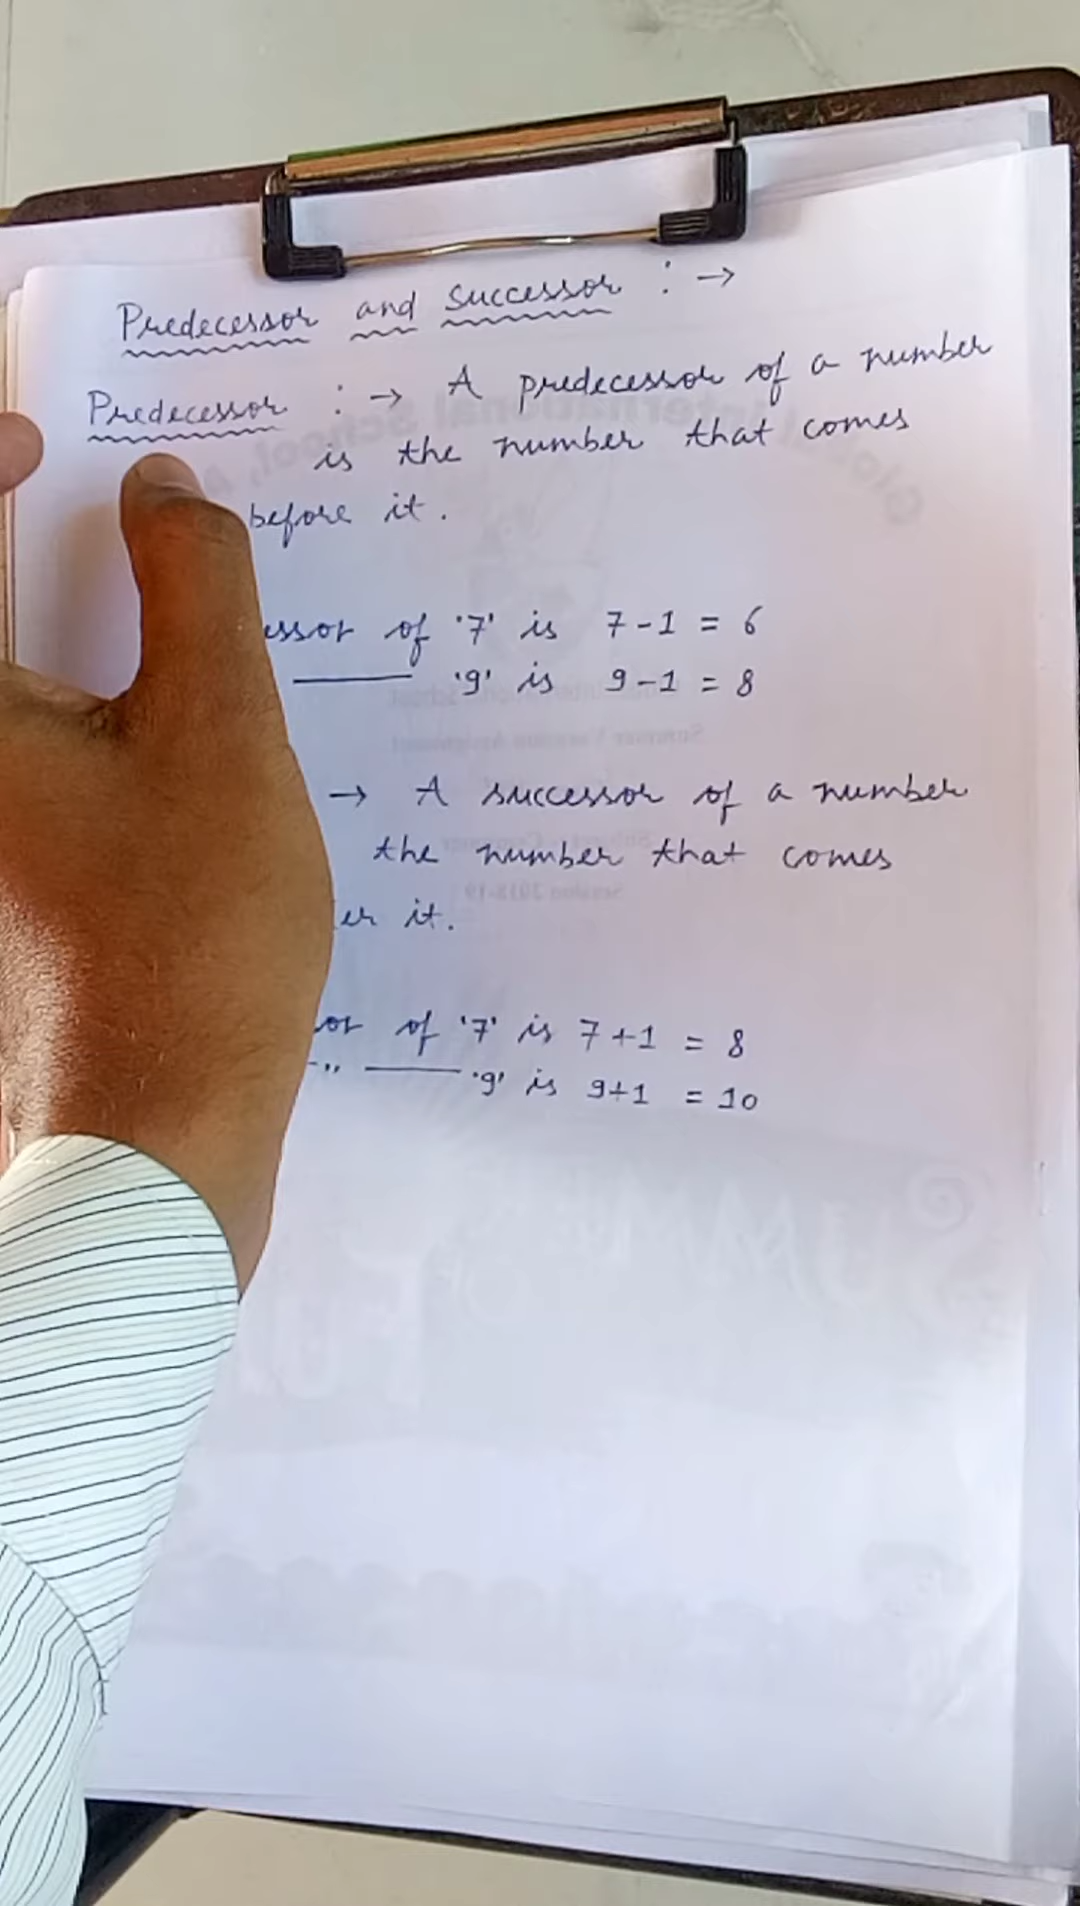 Predecessor and Successor : →
Predecessor : → A predecessor of a number
is the number that comes
before it.
of '7' is 7-1 = 6
'9' is 9-1 = 8
→ A successor of a number
the number that comes
it.
of '7' is 7+1 = 8
" '9' is 9+1 = 10